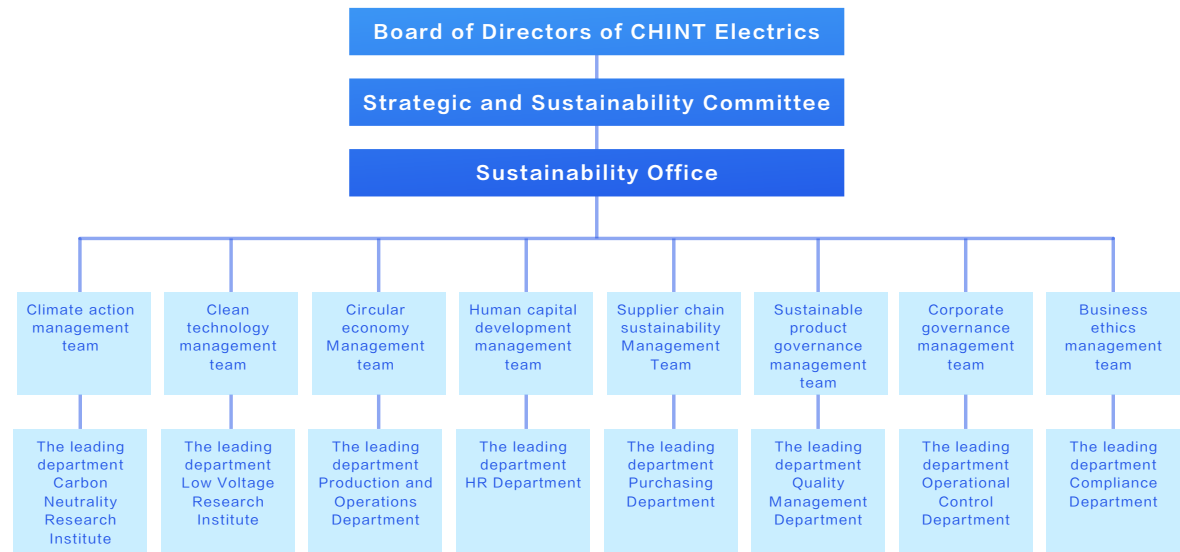 Board of Directors of CHINT Electrics
Strategic and Sustainability Committee
Sustainability Office
Climate action
management
team
Clean
technology
management
team
Circular
economy
Management
team
Human capital
development
management
team
Supplier chain
sustainability
Management
Team
Sustainable
product
governance
management
team
Corporate
governance
management
team
Business
ethics
management
team
The leading
department
Carbon
Neutrality
Research
Institute
The leading
department
Low Voltage
Research
Institute
The leading
department
Production and
Operations
Department
The leading
department
HR Department
The leading
department
Purchasing
Department
The leading
department
Quality
Management
Department
The leading
department
Operational
Control
Department
The leading
department
Compliance
Department